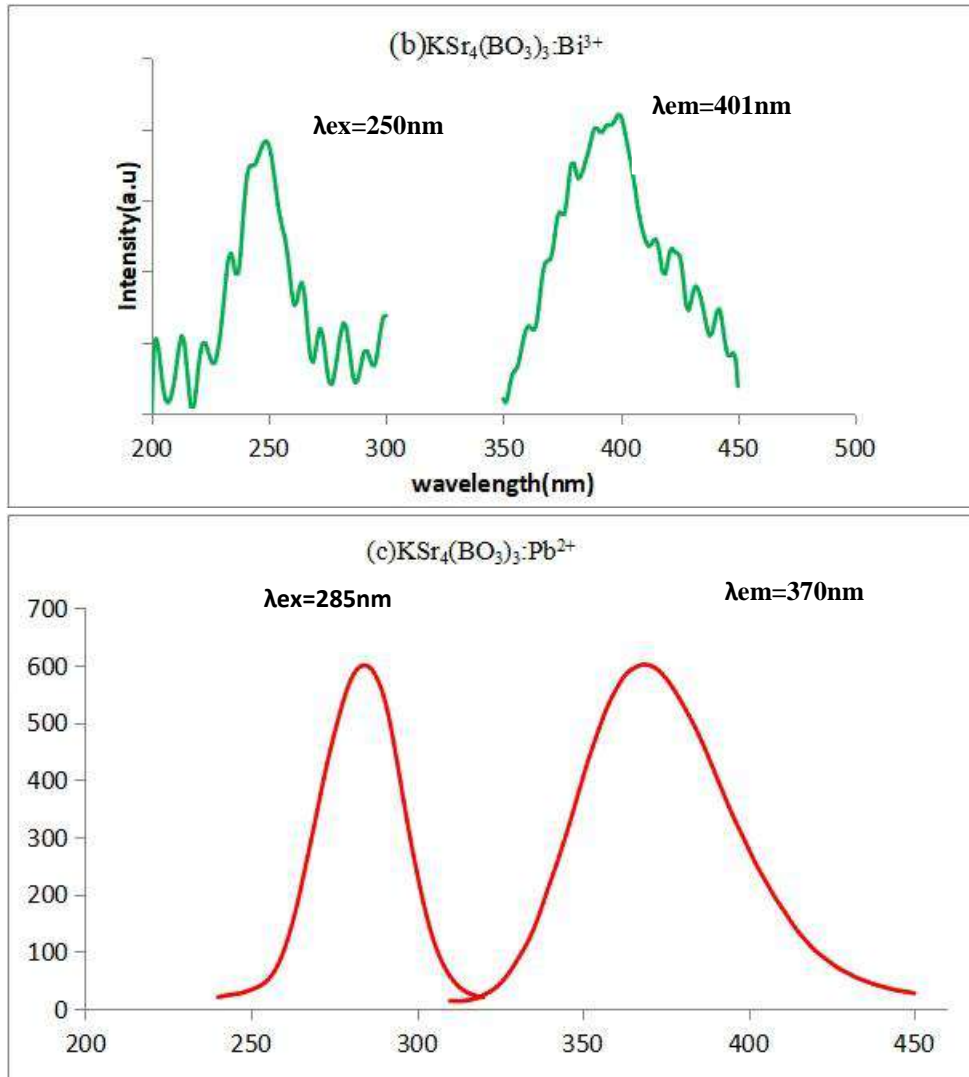 (b)KSr₄(BO₃)₃:Bi³⁺
λex=250nm
λem=401nm
Intensity(a.u)
200 250 300 350 400 450 500
wavelength(nm)
(c)KSr₄(BO₃)₃:Pb²⁺
λex=285nm
λem=370nm
700
600
500
400
300
200
100
0
200 250 300 350 400 450